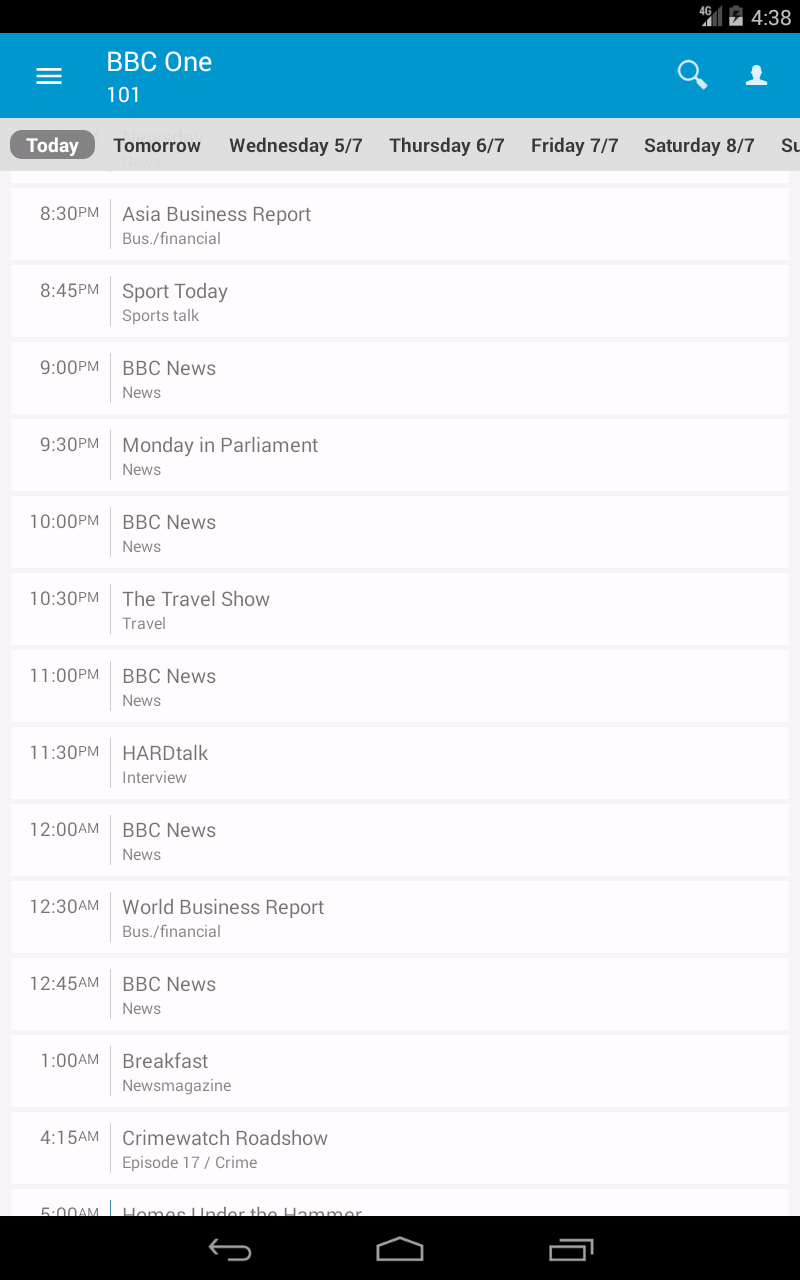 4G 4:38
BBC One
101
Newsday
News
Today Tomorrow Wednesday 5/7 Thursday 6/7 Friday 7/7 Saturday 8/7 Su
8:30PM Asia Business Report
Bus./financial
8:45PM Sport Today
Sports talk
9:00PM BBC News
News
9:30PM Monday in Parliament
News
10:00PM BBC News
News
10:30PM The Travel Show
Travel
11:00PM BBC News
News
11:30PM HARDtalk
Interview
12:00AM BBC News
News
12:30AM World Business Report
Bus./financial
12:45AM BBC News
News
1:00AM Breakfast
Newsmagazine
4:15AM Crimewatch Roadshow
Episode 17 / Crime
5:00AM Homes Under the Hammer